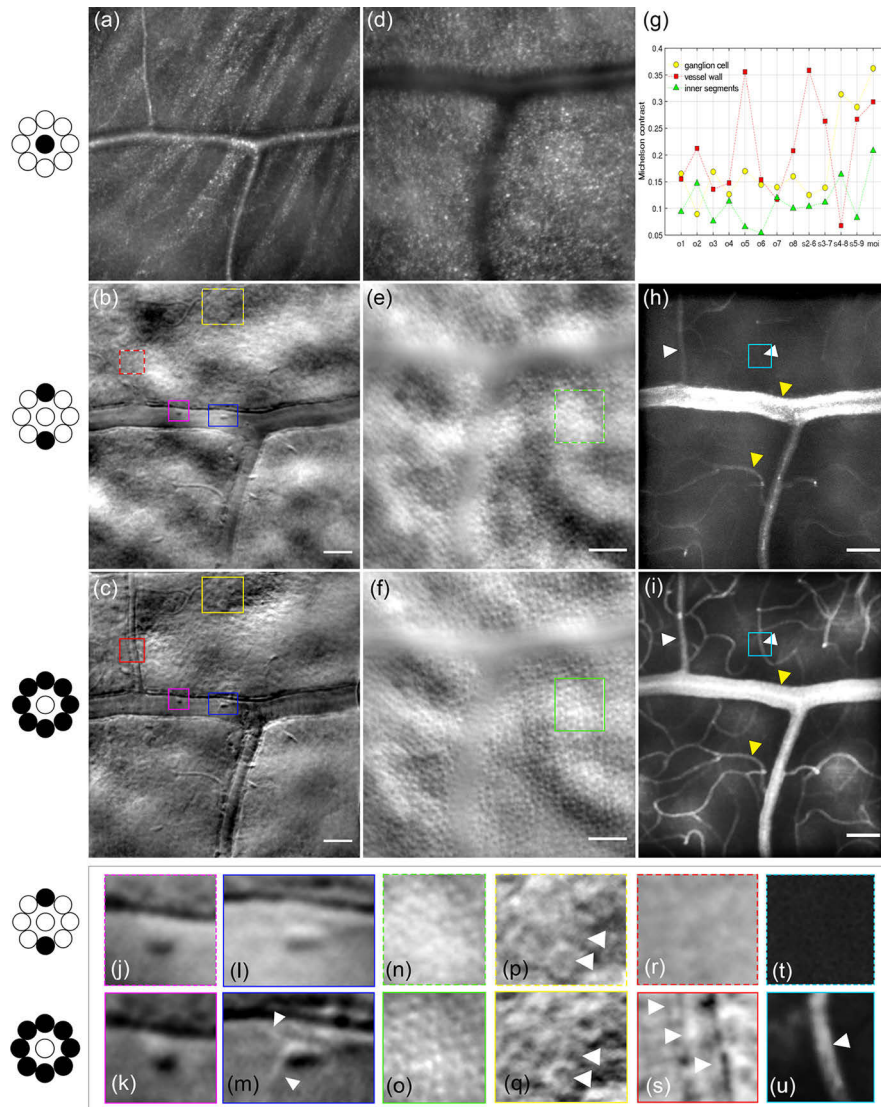 (a)
(d)
(g)
0.4
0.35
0.3
0.25
0.2
0.15
0.1
0.05
Michelson contrast
ganglion cell
vessel wall
inner segments
o1 o2 o3 o4 o5 o6 o7 o8 s2-6 s3-7 s4-8 s5-9 moi
(b)
(e)
(h)
(c)
(f)
(i)
(j)
(l)
(n)
(p)
(r)
(t)
(k)
(m)
(o)
(q)
(s)
(u)